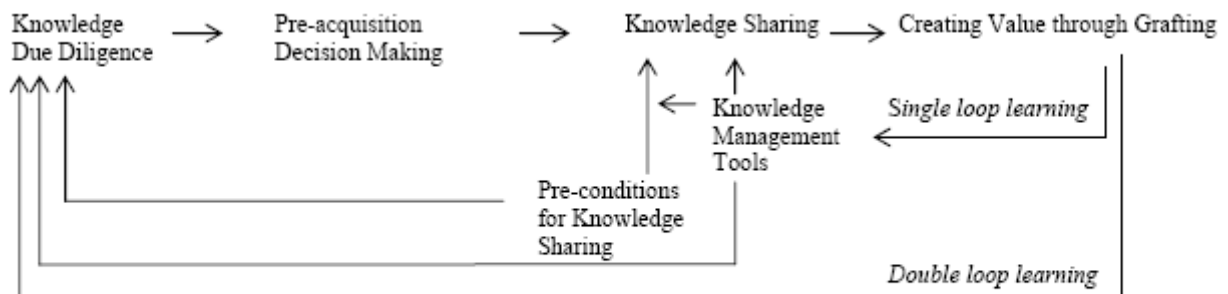 Knowledge
Due Diligence
Pre-acquisition
Decision Making
Knowledge Sharing
Creating Value through Grafting
Knowledge
Management
Tools
Single loop learning
Pre-conditions
for Knowledge
Sharing
Double loop learning